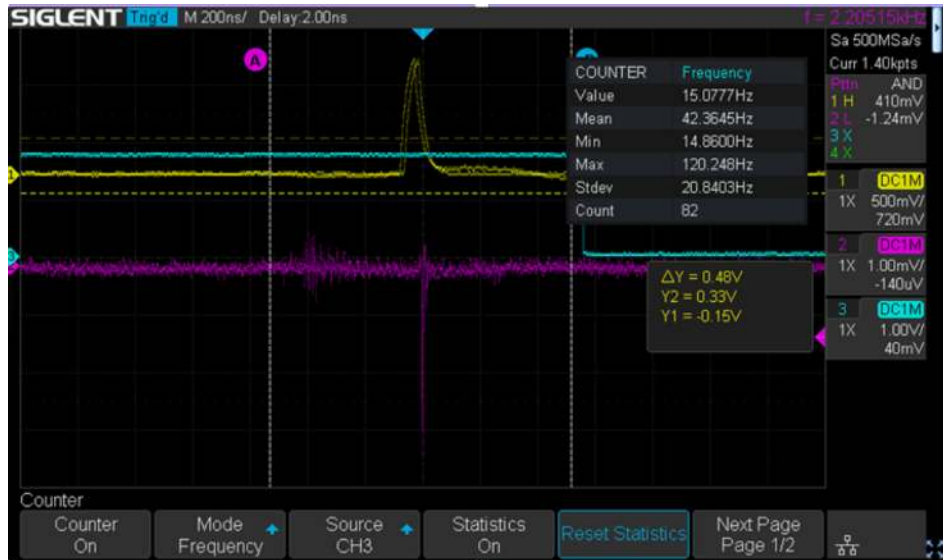 SIGLENT Trig'd M 200ns/ Delay:2.00ns f = 2.20515kHz
Sa 500MSa/s
Curr 1.40kpts
Pttn AND
1 H 410mV
2 L -1.24mV
3 X
4 X
A
COUNTER Frequency
Value 15.0777Hz
Mean 42.3645Hz
Min 14.8600Hz
Max 120.248Hz
Stdev 20.8403Hz
Count 82
1
3
ΔY = 0.48V
Y2 = 0.33V
Y1 = -0.15V
1 DC1M
1X 500mV/
720mV
2 DC1M
1X 1.00mV/
-140uV
3 DC1M
1X 1.00V/
40mV
Counter
Counter
On
Mode
Frequency
Source
CH3
Statistics
On
Reset Statistics
Next Page
Page 1/2